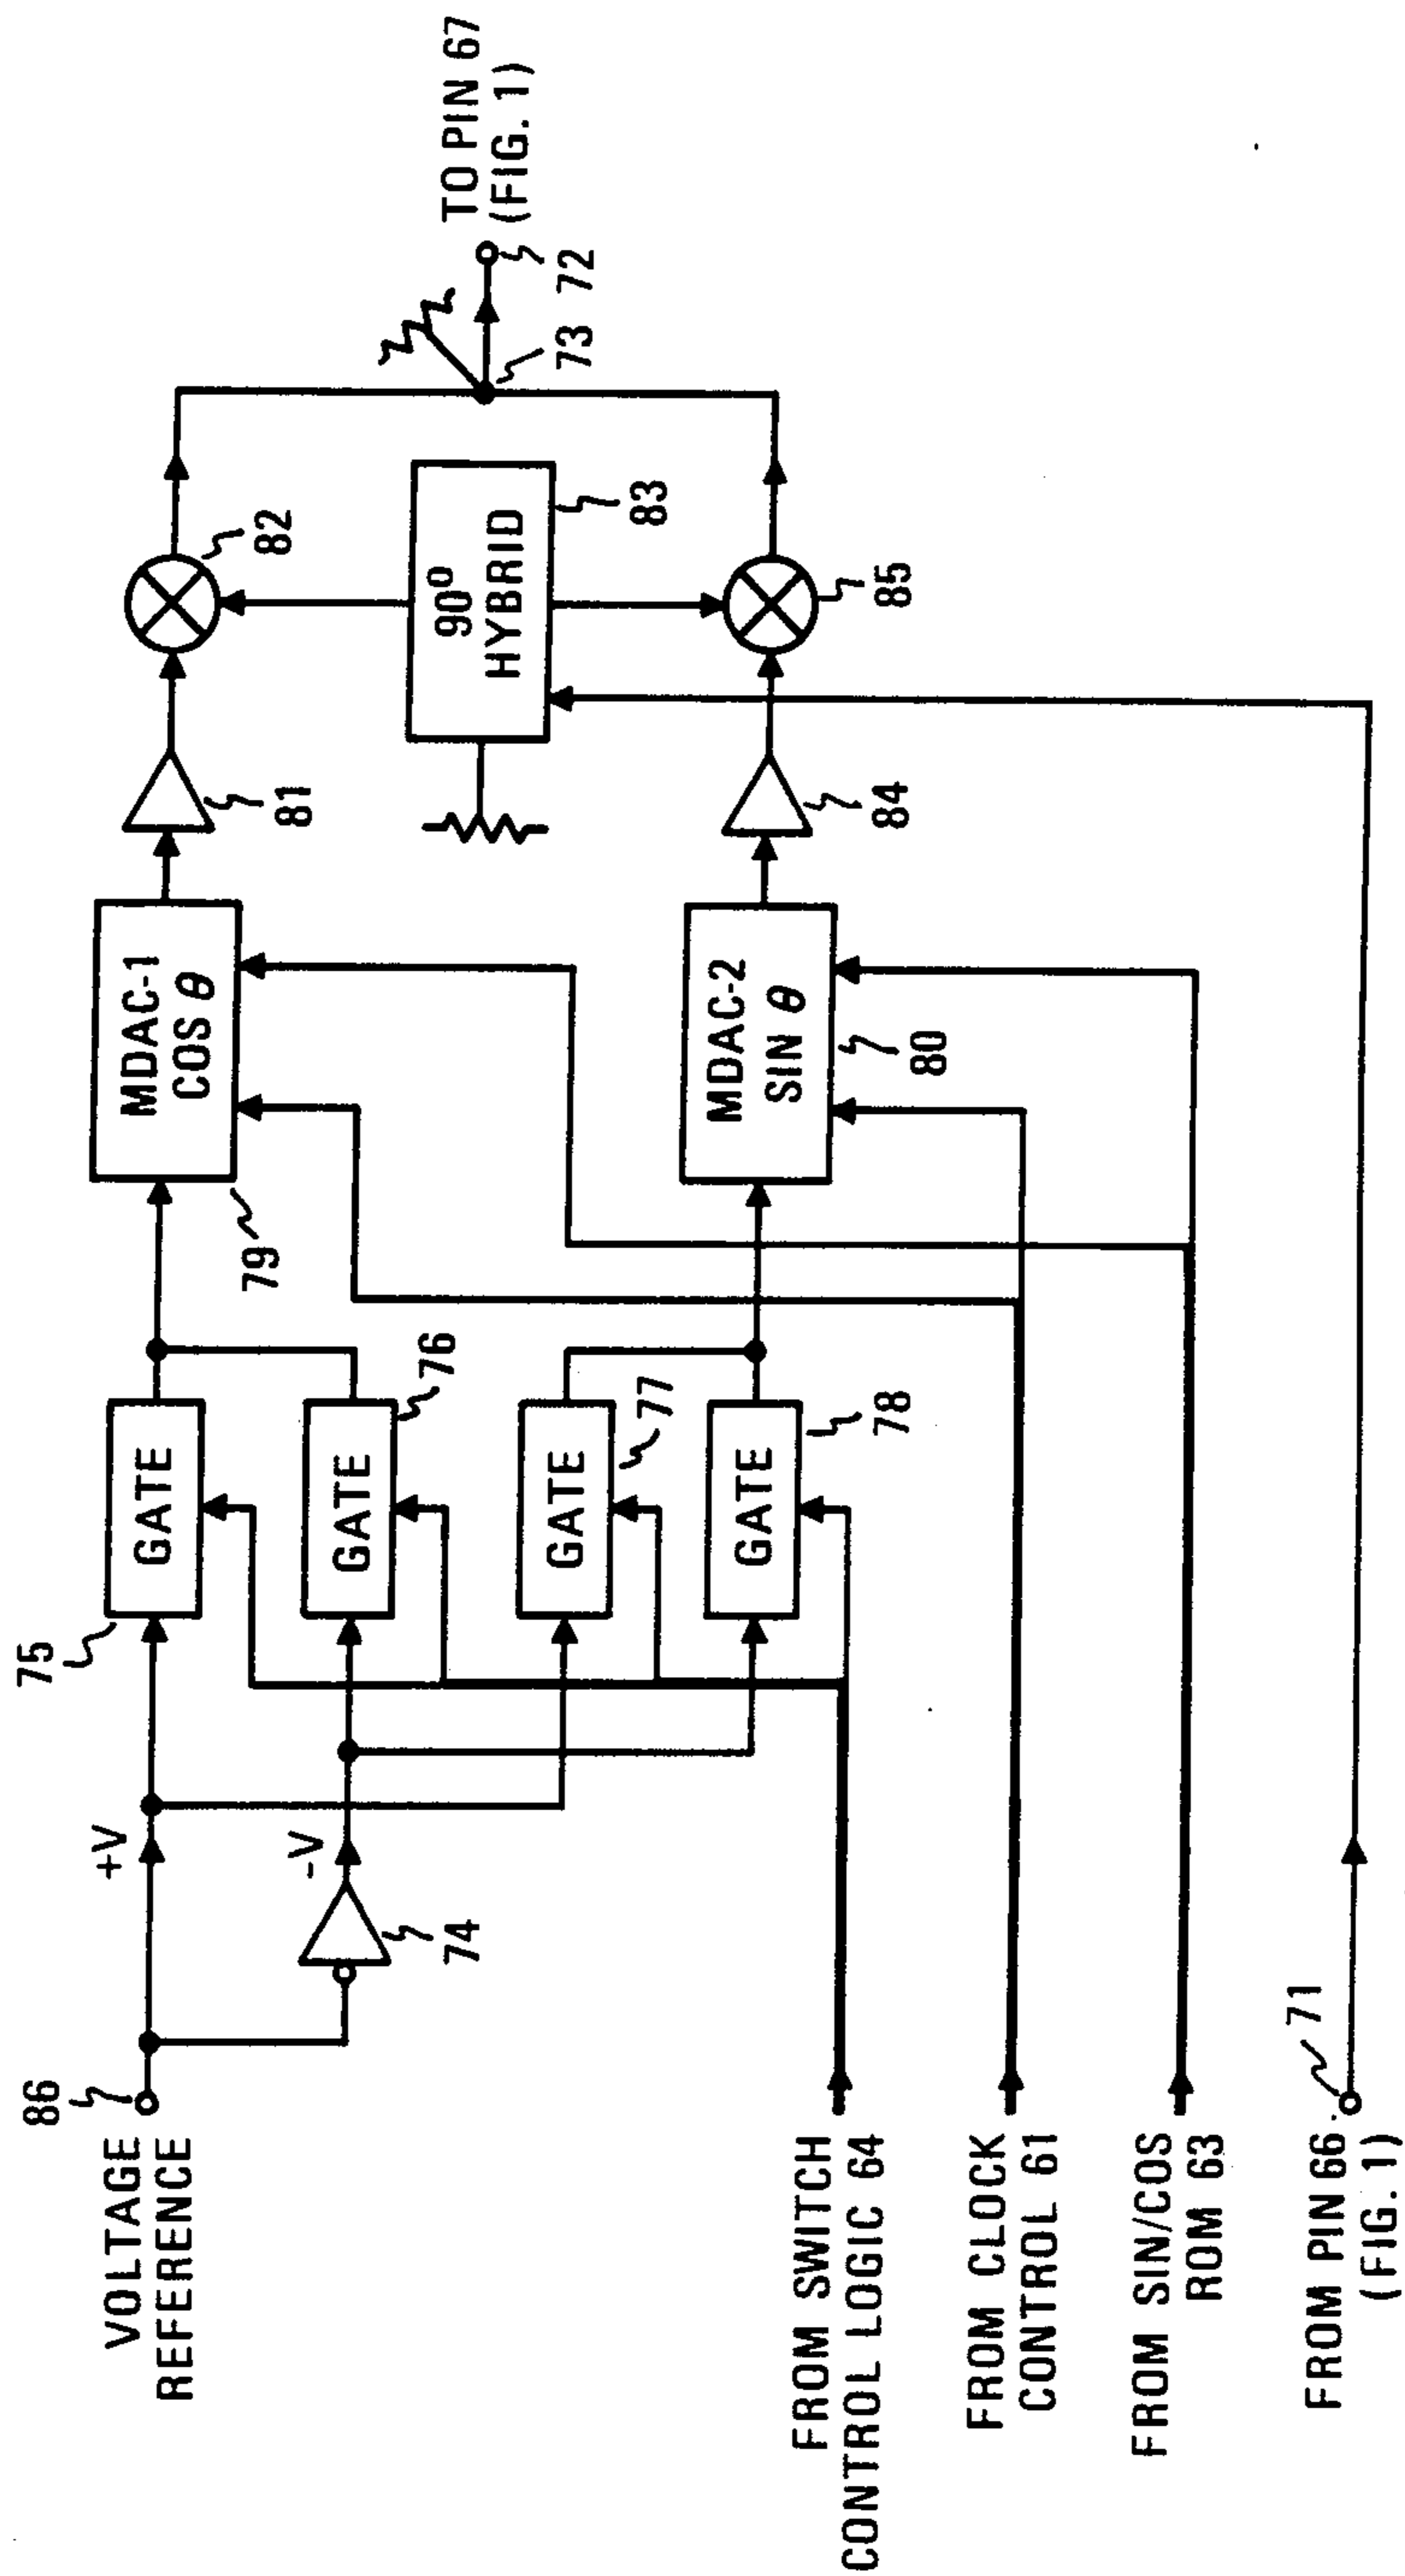 86
VOLTAGE
REFERENCE
+V
-V
74
75
GATE
GATE
76
GATE
77
GATE
78
79
MDAC-1
COS θ
MDAC-2
SIN θ
80
81
84
82
90⁰
HYBRID
83
85
73
72
TO PIN 67
(FIG. 1)
FROM SWITCH
CONTROL LOGIC 64
FROM CLOCK
CONTROL 61
FROM SIN/COS
ROM 63
FROM PIN 66
(FIG. 1)
71